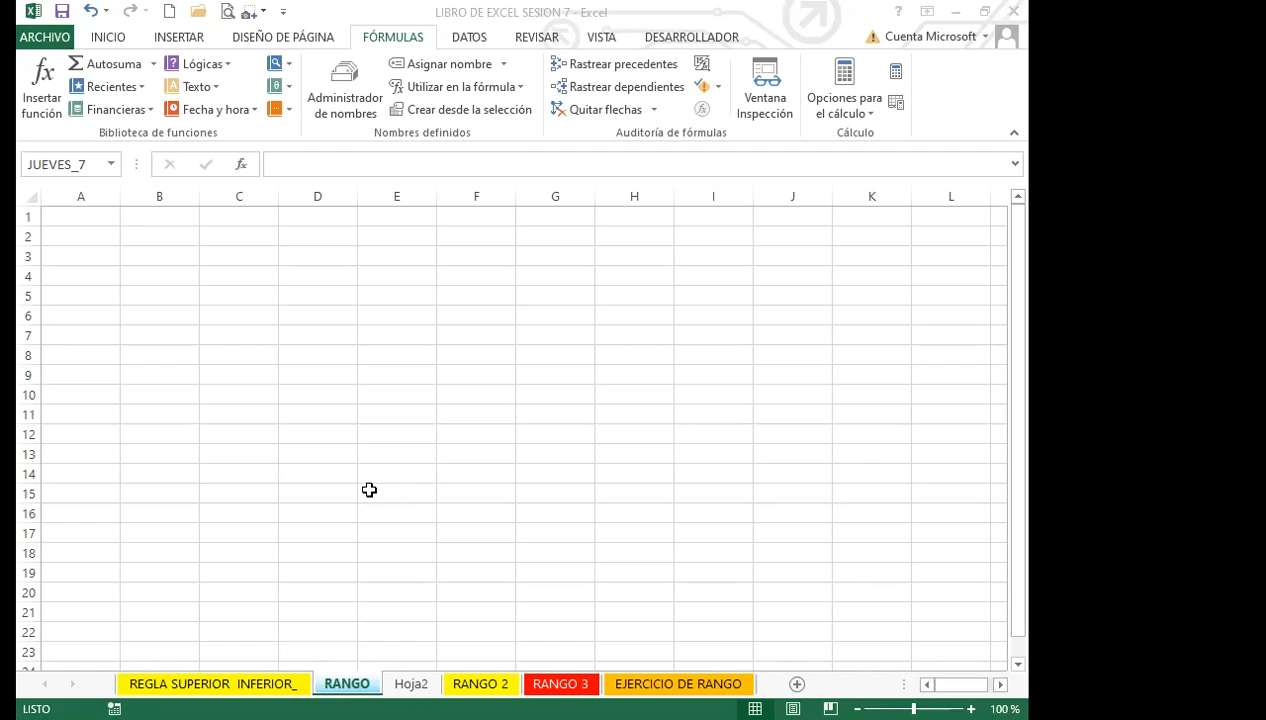 LIBRO DE EXCEL SESION 7 - Excel
?
ARCHIVO INICIO INSERTAR DISEÑO DE PÁGINA FÓRMULAS DATOS REVISAR VISTA DESARROLLADOR Cuenta Microsoft
fx Insertar función
Autosuma
Recientes
Financieras
Lógicas
Texto
Fecha y hora
Biblioteca de funciones
Administrador de nombres
Asignar nombre
Utilizar en la fórmula
Crear desde la selección
Nombres definidos
Rastrear precedentes
Rastrear dependientes
Quitar flechas
fx
Auditoría de fórmulas
Ventana Inspección
Opciones para el cálculo
Cálculo
JUEVES_7 fx
A B C D E F G H I J K L
1
2
3
4
5
6
7
8
9
10
11
12
13
14
15
16
17
18
19
20
21
22
23
24
REGLA SUPERIOR INFERIOR_ RANGO Hoja2 RANGO 2 RANGO 3 EJERCICIO DE RANGO
LISTO 100 %